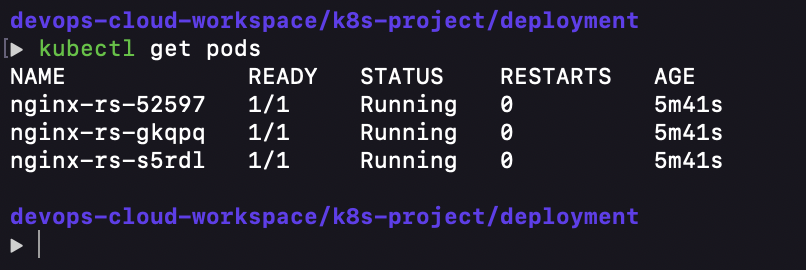 devops-cloud-workspace/k8s-project/deployment
[▶ kubectl get pods
NAME READY STATUS RESTARTS AGE
nginx-rs-52597 1/1 Running 0 5m41s
nginx-rs-gkqpq 1/1 Running 0 5m41s
nginx-rs-s5rdl 1/1 Running 0 5m41s
devops-cloud-workspace/k8s-project/deployment
▶